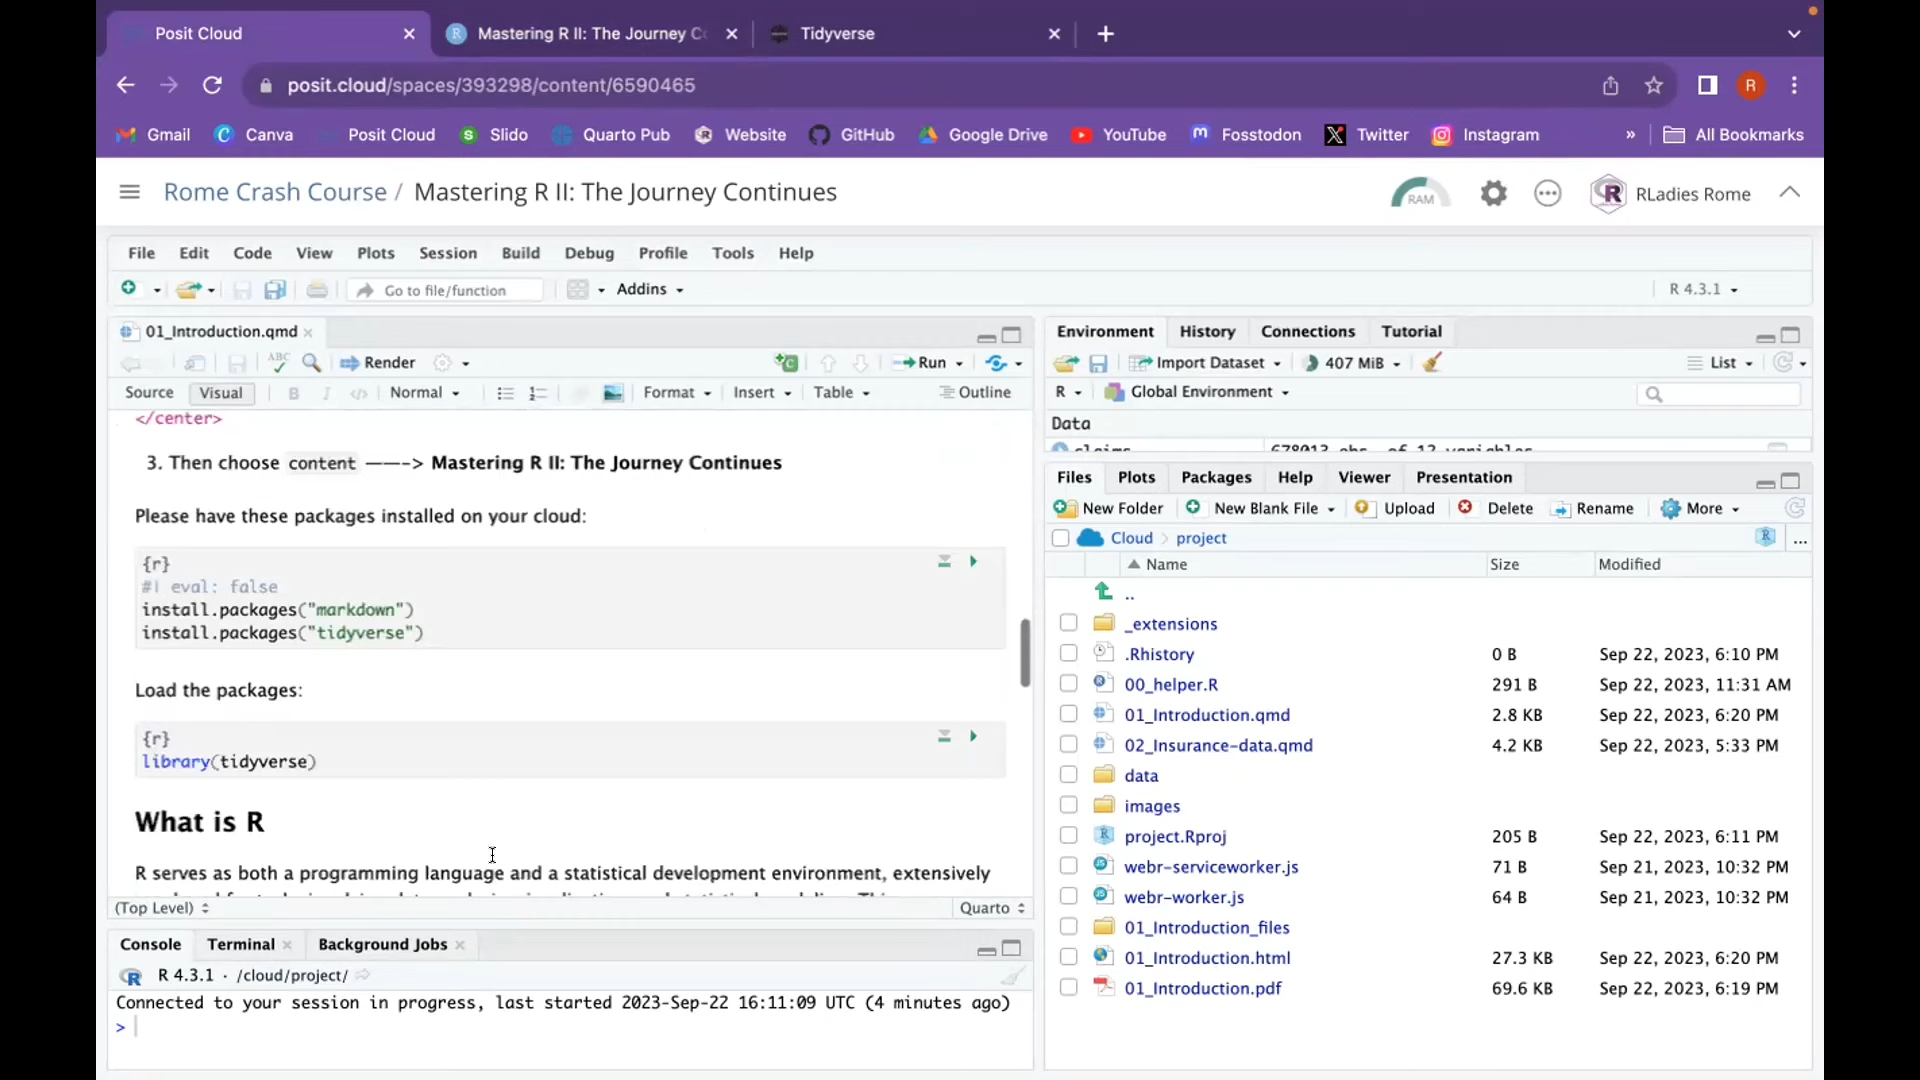 Posit Cloud
Mastering R II: The Journey Co
Tidyverse
posit.cloud/spaces/393298/content/6590465
R
Gmail
Canva
Posit Cloud
Slido
Quarto Pub
Website
GitHub
Google Drive
YouTube
Fosstodon
Twitter
Instagram
»
All Bookmarks
Rome Crash Course / Mastering R II: The Journey Continues
RAM
RLadies Rome
File Edit Code View Plots Session Build Debug Profile Tools Help
Go to file/function
Addins
R 4.3.1
01_Introduction.qmd
ABC
Render
Run
Source Visual
B I </>
Normal
Format
Insert
Table
Outline
</center>
3. Then choose content ———-> Mastering R II: The Journey Continues
Please have these packages installed on your cloud:
{r}
#| eval: false
install.packages("markdown")
install.packages("tidyverse")
Load the packages:
{r}
library(tidyverse)
What is R
R serves as both a programming language and a statistical development environment, extensively
(Top Level)
Quarto
Console Terminal Background Jobs
R 4.3.1 · /cloud/project/
Connected to your session in progress, last started 2023-Sep-22 16:11:09 UTC (4 minutes ago)
>
Environment History Connections Tutorial
Import Dataset
407 MiB
List
R
Global Environment
Data
claims 678013 obs. of 12 variables
Files Plots Packages Help Viewer Presentation
New Folder New Blank File Upload Delete Rename More
Cloud > project
R
...
Name Size Modified
..
_extensions
.Rhistory 0 B Sep 22, 2023, 6:10 PM
00_helper.R 291 B Sep 22, 2023, 11:31 AM
01_Introduction.qmd 2.8 KB Sep 22, 2023, 6:20 PM
02_Insurance-data.qmd 4.2 KB Sep 22, 2023, 5:33 PM
data
images
project.Rproj 205 B Sep 22, 2023, 6:11 PM
webr-serviceworker.js 71 B Sep 21, 2023, 10:32 PM
webr-worker.js 64 B Sep 21, 2023, 10:32 PM
01_Introduction_files
01_Introduction.html 27.3 KB Sep 22, 2023, 6:20 PM
01_Introduction.pdf 69.6 KB Sep 22, 2023, 6:19 PM